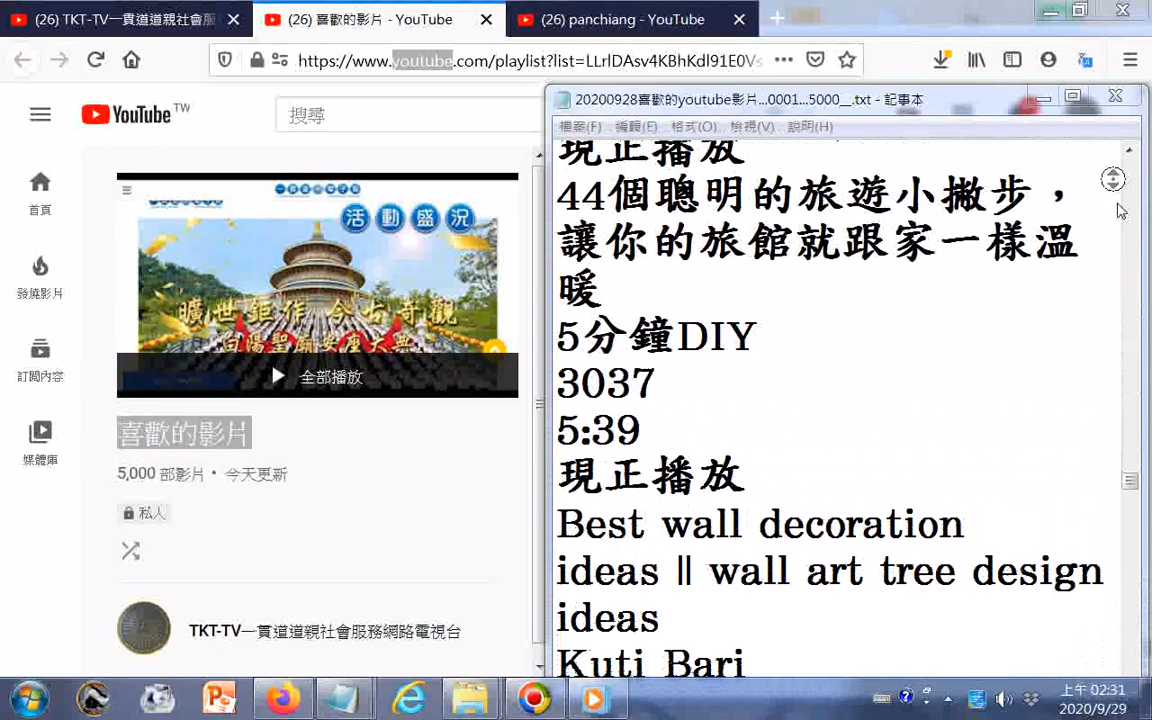 (26) TKT-TV一貫道道親社會服
(26) 喜歡的影片 - YouTube
(26) panchiang - YouTube
https://www.youtube.com/playlist?list=LLrlDAsv4KBhKdl91E0Vs
YouTube TW
搜尋
首頁
發燒影片
訂閱內容
媒體庫
活動盛況
曠世鉅作 今古奇觀
全部播放
喜歡的影片
5,000 部影片・今天更新
私人
TKT-TV一貫道道親社會服務網路電視台
20200928喜歡的youtube影片...0001...5000__.txt - 記事本
檔案(F) 編輯(E) 格式(O) 檢視(V) 說明(H)
現正播放
44個聰明的旅遊小撇步，
讓你的旅館就跟家一樣溫
暖
5分鐘DIY
3037
5:39
現正播放
Best wall decoration
ideas || wall art tree design
ideas
Kuti Bari
上午 02:31
2020/9/29